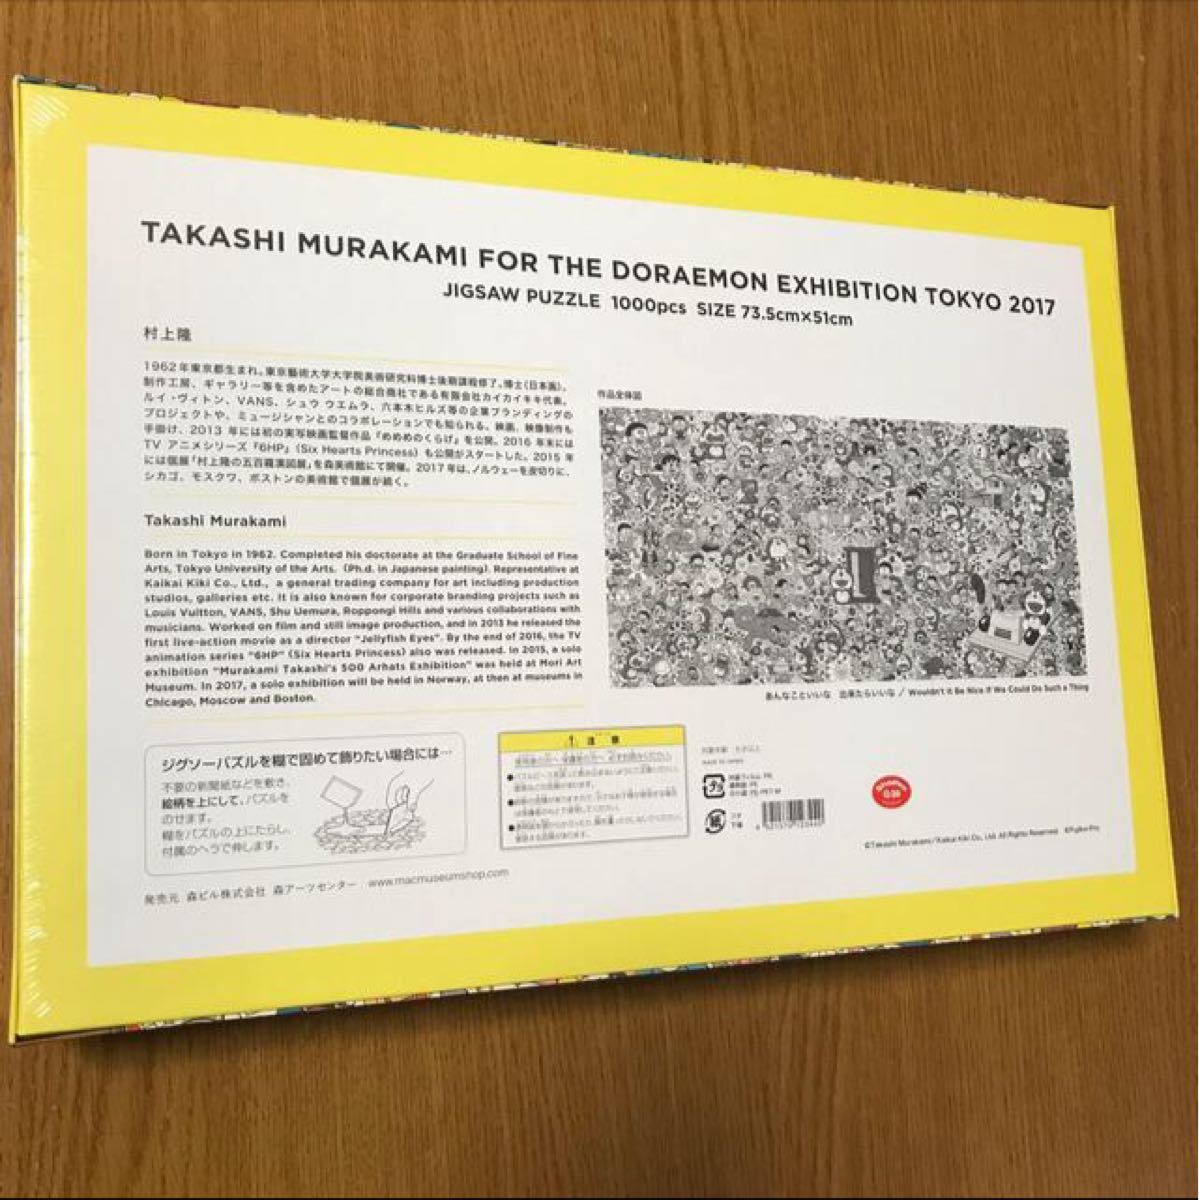 TAKASHI MURAKAMI FOR THE DORAEMON EXHIBITION TOKYO 2017
JIGSAW PUZZLE 1000pcs SIZE 73.5cm×51cm
村上隆
1962年東京都生まれ。東京藝術大学大学院美術研究科博士後期課程修了、博士(日本画)。
制作工房、ギャラリー等を含めたアートの総合商社である有限会社カイカイキキ代表。
ルイ・ヴィトン、VANS、シュウ ウエムラ、六本木ヒルズ等の企業ブランディングの
プロジェクトや、ミュージシャンとのコラボレーションでも知られる。映画、映像制作も
手掛け、2013 年には初の実写映画監督作品『めめめのくらげ』を公開。2016 年末には
TV アニメシリーズ『6HP』(Six Hearts Princess) も公開がスタートした。2015 年
には個展「村上隆の五百羅漢図展」を森美術館にて開催。2017年は、ノルウェーを皮切りに、
シカゴ、モスクワ、ボストンの美術館で個展が続く。
Takashi Murakami
Born in Tokyo in 1962. Completed his doctorate at the Graduate School of Fine
Arts, Tokyo University of the Arts. (Ph.d. in Japanese painting). Representative at
Kaikai Kiki Co., Ltd., a general trading company for art including production
studios, galleries etc. It is also known for corporate branding projects such as
Louis Vuitton, VANS, Shu Uemura, Roppongi Hills and various collaborations with
musicians. Worked on film and still image production, and in 2013 he released the
first live-action movie as a director "Jellyfish Eyes". By the end of 2016, the TV
animation series "6HP" (Six Hearts Princess) also was released. In 2015, a solo
exhibition "Murakami Takashi's 500 Arhats Exhibition" was held at Mori Art
Museum. In 2017, a solo exhibition will be held in Norway, at then at museums in
Chicago, Moscow and Boston.
作品全体図
あんなこといいな 出来たらいいな / Wouldn't It Be Nice If We Could Do Such a Thing
ジグソーパズルを糊で固めて飾りたい場合には…
不要の新聞紙などを敷き、
絵柄を上にして、パズルを
のせます。
糊をパズルの上にたらし、
付属のヘラで伸します。
注意
プラ
紙
発売元 森ビル株式会社 森アーツセンター www.macmuseumshop.com
©Takashi Murakami/Kaikai Kiki Co., Ltd. All Rights Reserved. ©Fujiko-Pro